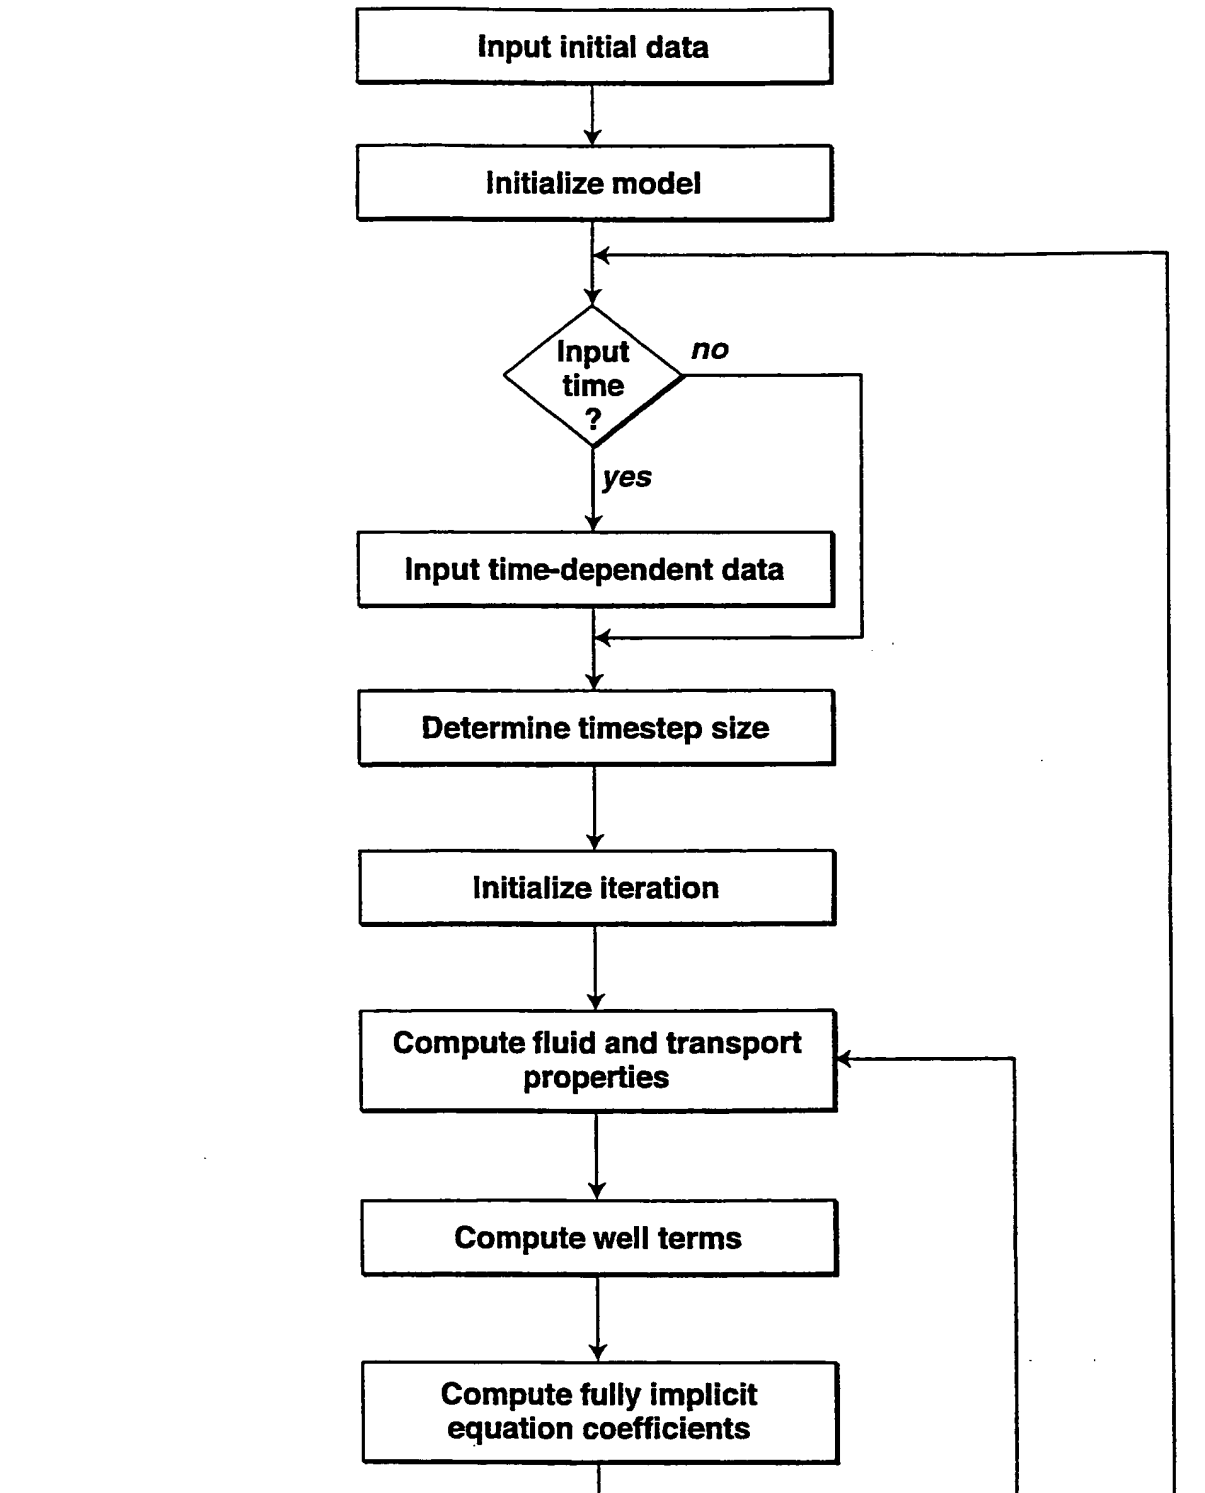 Input initial data
Initialize model
Input
time
?
no
yes
Input time-dependent data
Determine timestep size
Initialize iteration
Compute fluid and transport
properties
Compute well terms
Compute fully implicit
equation coefficients